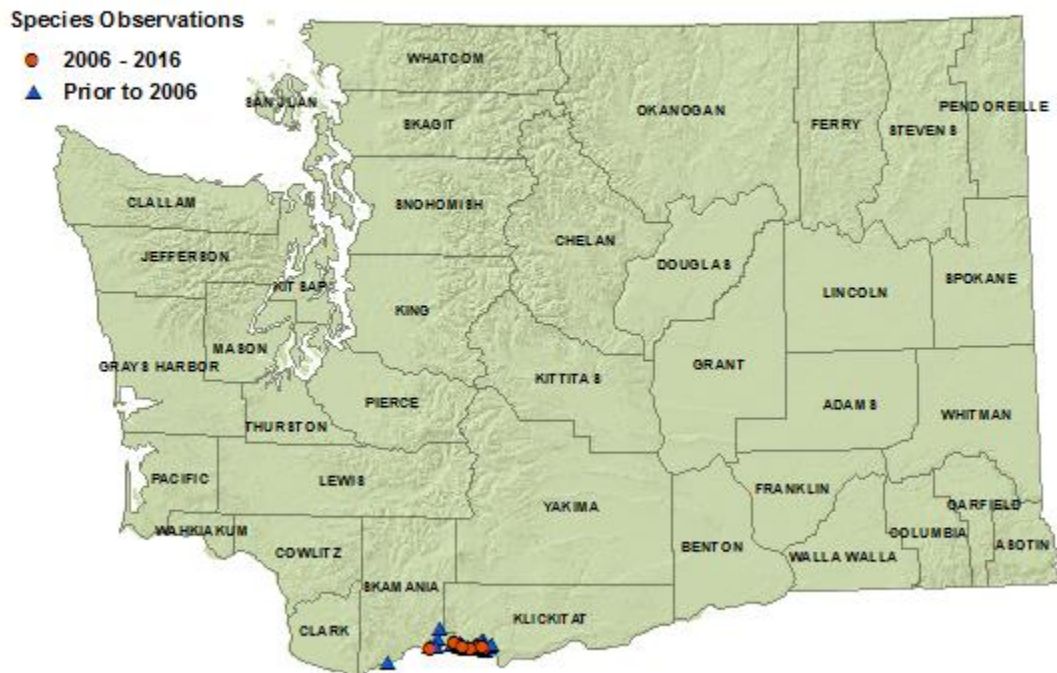 Species Observations
2006 - 2016
Prior to 2006
WHATCOM
SAN JUAN
SKAGIT
OKANOGAN
FERRY
STEVENS
PEND OREILLE
CLALLAM
SNOHOMISH
CHELAN
JEFFERSON
KITSAP
DOUGLAS
LINCOLN
SPOKANE
KING
MASON
GRAYS HARBOR
KITTITAS
GRANT
PIERCE
ADAMS
WHITMAN
THURSTON
PACIFIC
LEWIS
YAKIMA
FRANKLIN
GARFIELD
WAHKIAKUM
COWLITZ
BENTON
WALLA WALLA
COLUMBIA
ASOTIN
SKAMANIA
CLARK
KLICKITAT